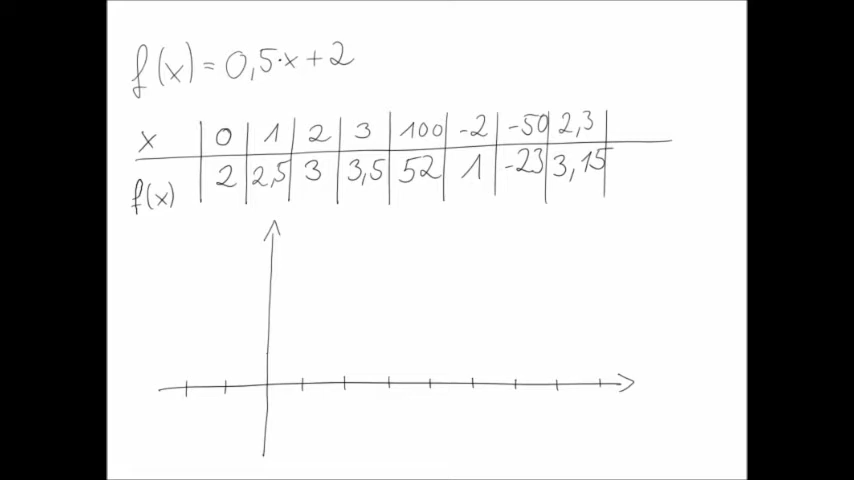 f(x) = 0,5·x + 2
x 0 1 2 3 100 -2 -50 2,3
f(x) 2 2,5 3 3,5 52 1 -23 3,15